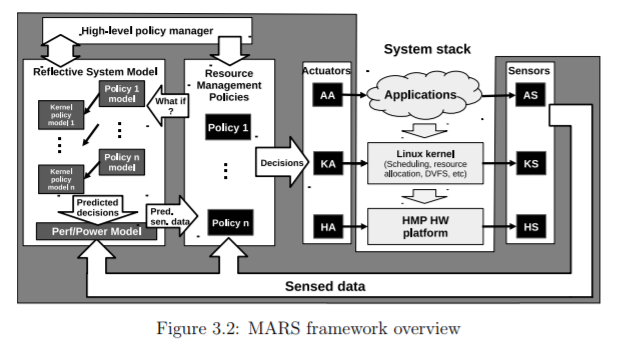 High-level policy manager
System stack
Reflective System Model
Policy 1
model
Kernel
policy
model 1
Policy n
model
Kernel
policy
model n
Predicted
decisions
Perf/Power Model
What if
?
Pred.
sen. data
Resource
Management
Policies
Policy 1
Policy n
Decisions
Actuators
AA
KA
HA
Applications
Linux kernel
(Scheduling, resource
allocation, DVFS, etc)
HMP HW
platform
Sensors
AS
KS
HS
Sensed data
Figure 3.2: MARS framework overview